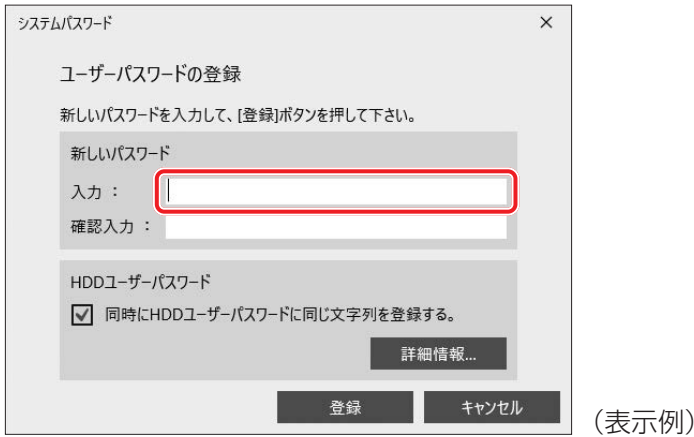 システムパスワード
ユーザーパスワードの登録
新しいパスワードを入力して、[登録]ボタンを押して下さい。
新しいパスワード
入力 :
確認入力 :
HDDユーザーパスワード
同時にHDDユーザーパスワードに同じ文字列を登録する。
詳細情報...
登録 キャンセル
（表示例）